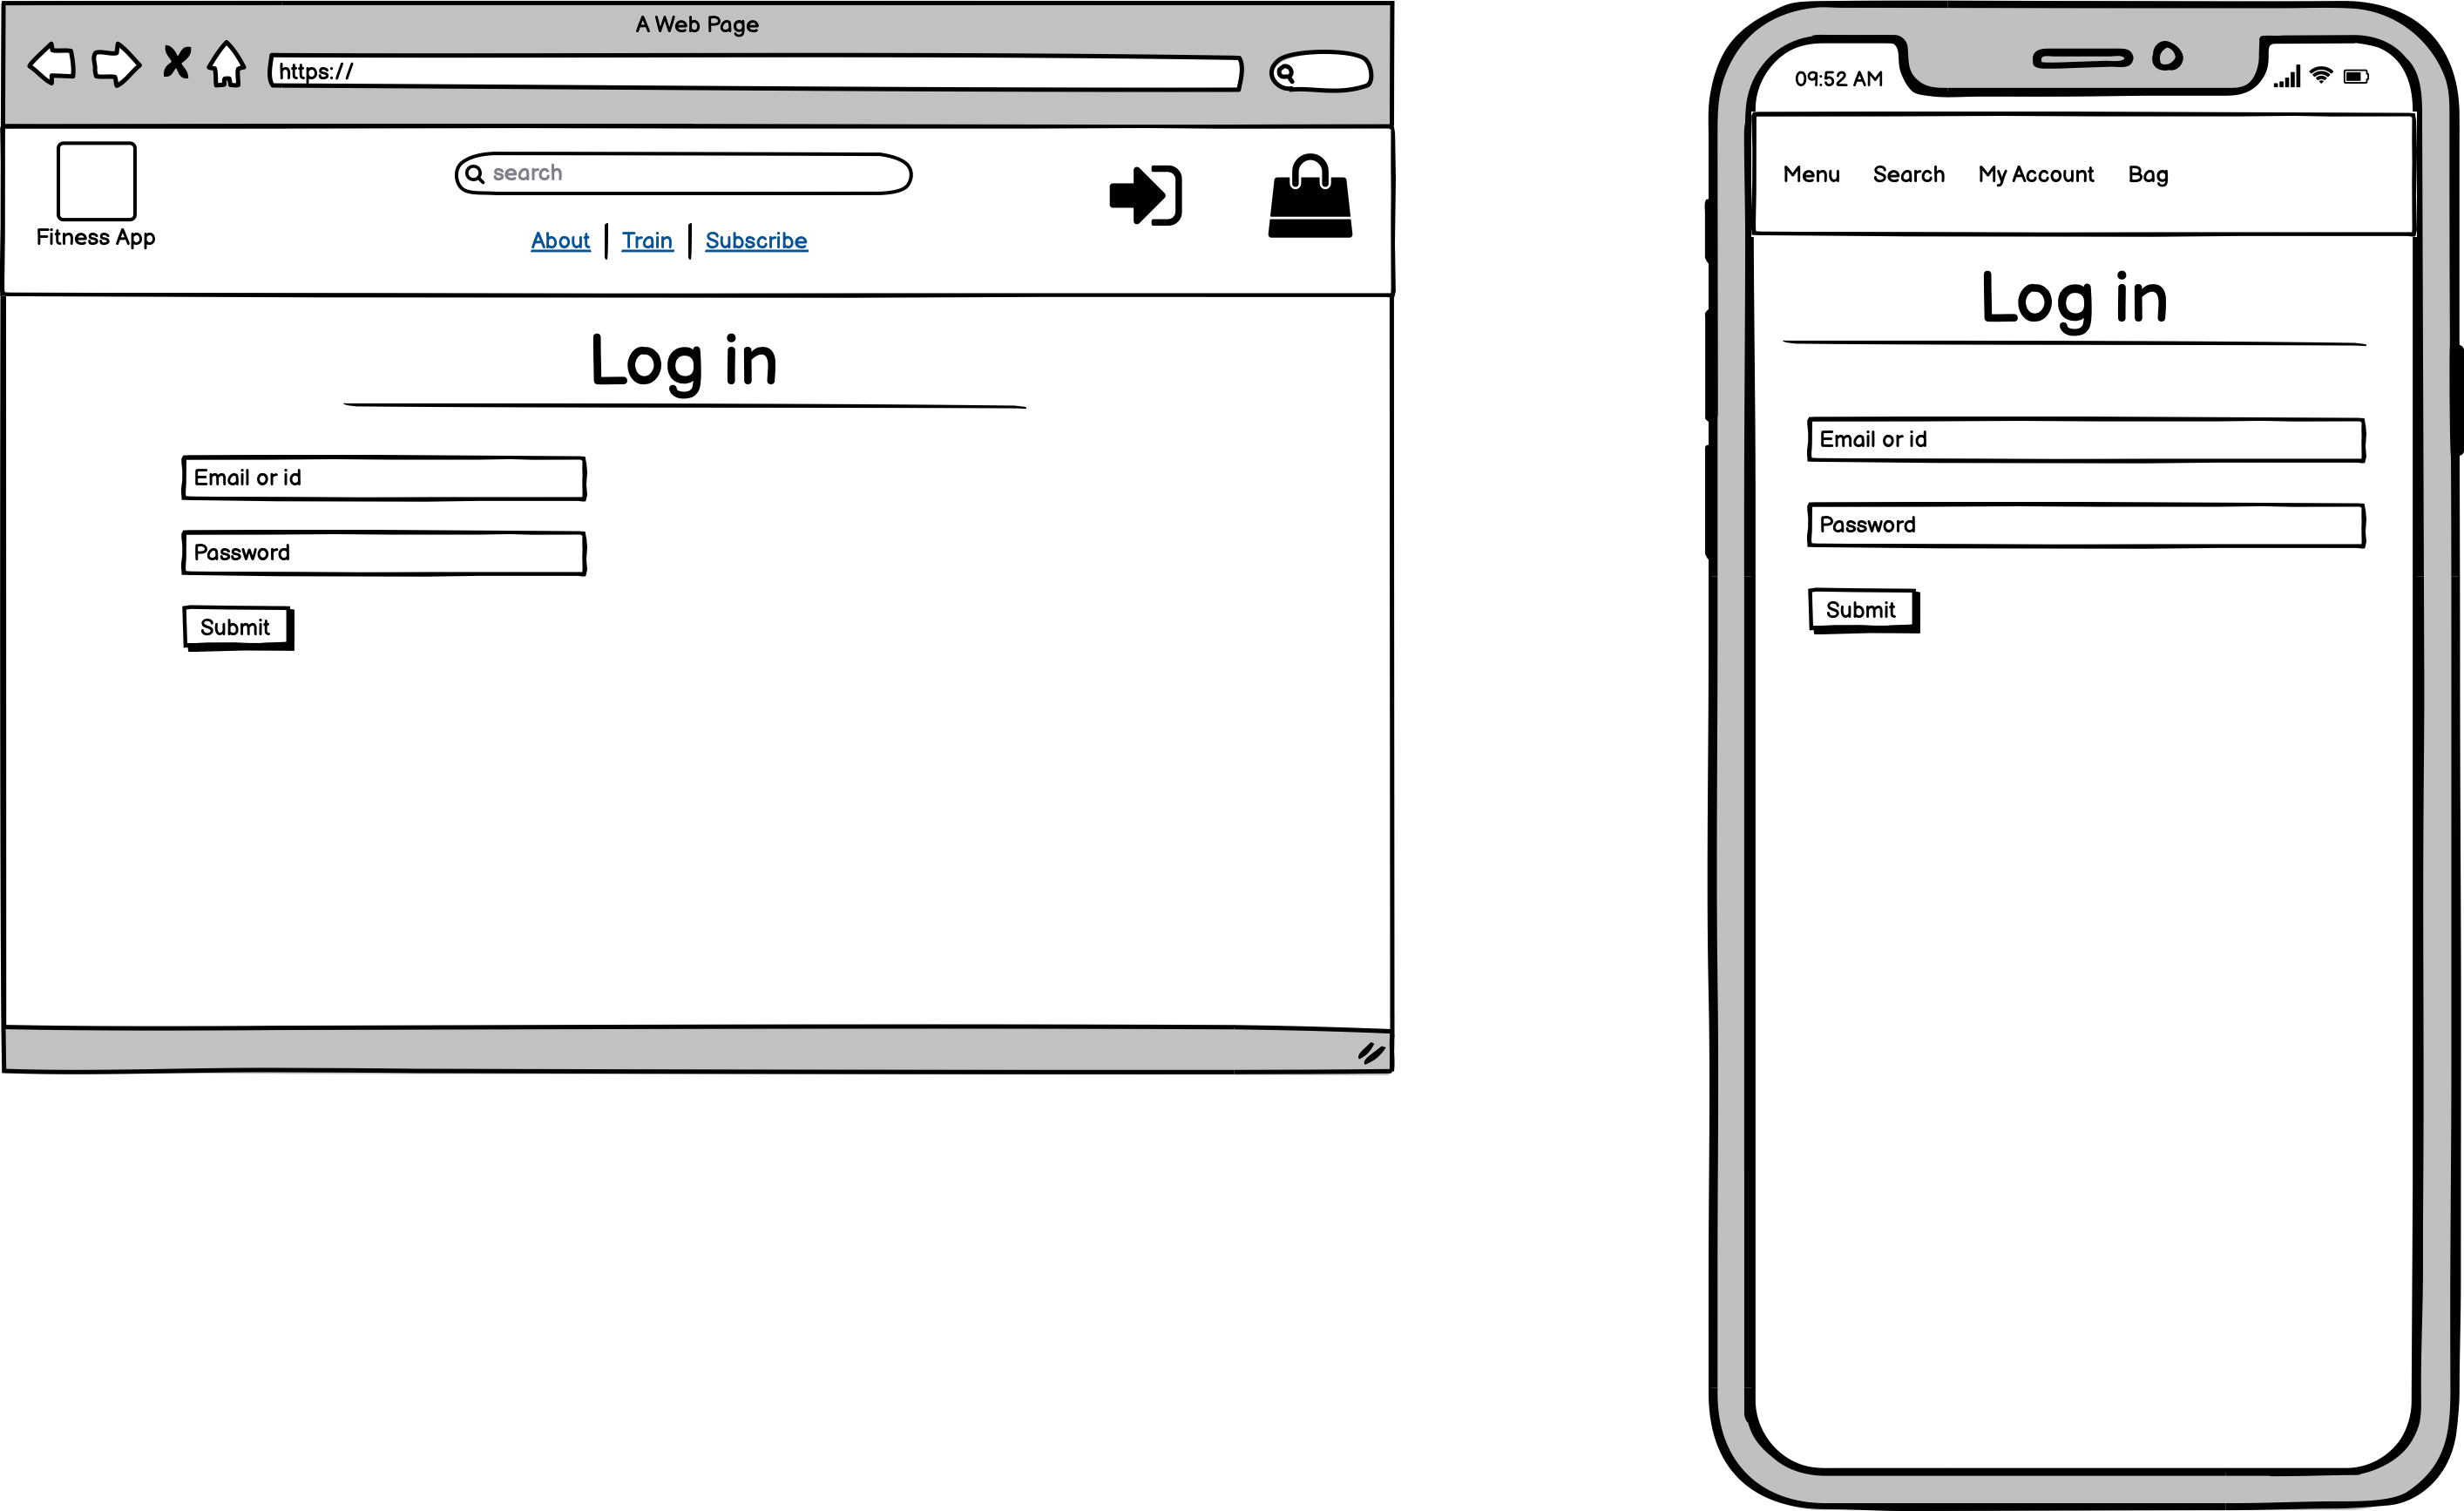 A Web Page
https://
search
Fitness App
About
Train
Subscribe
Log in
Email or id
Password
Submit
09:52 AM
Menu Search My Account Bag
Log in
Email or id
Password
Submit